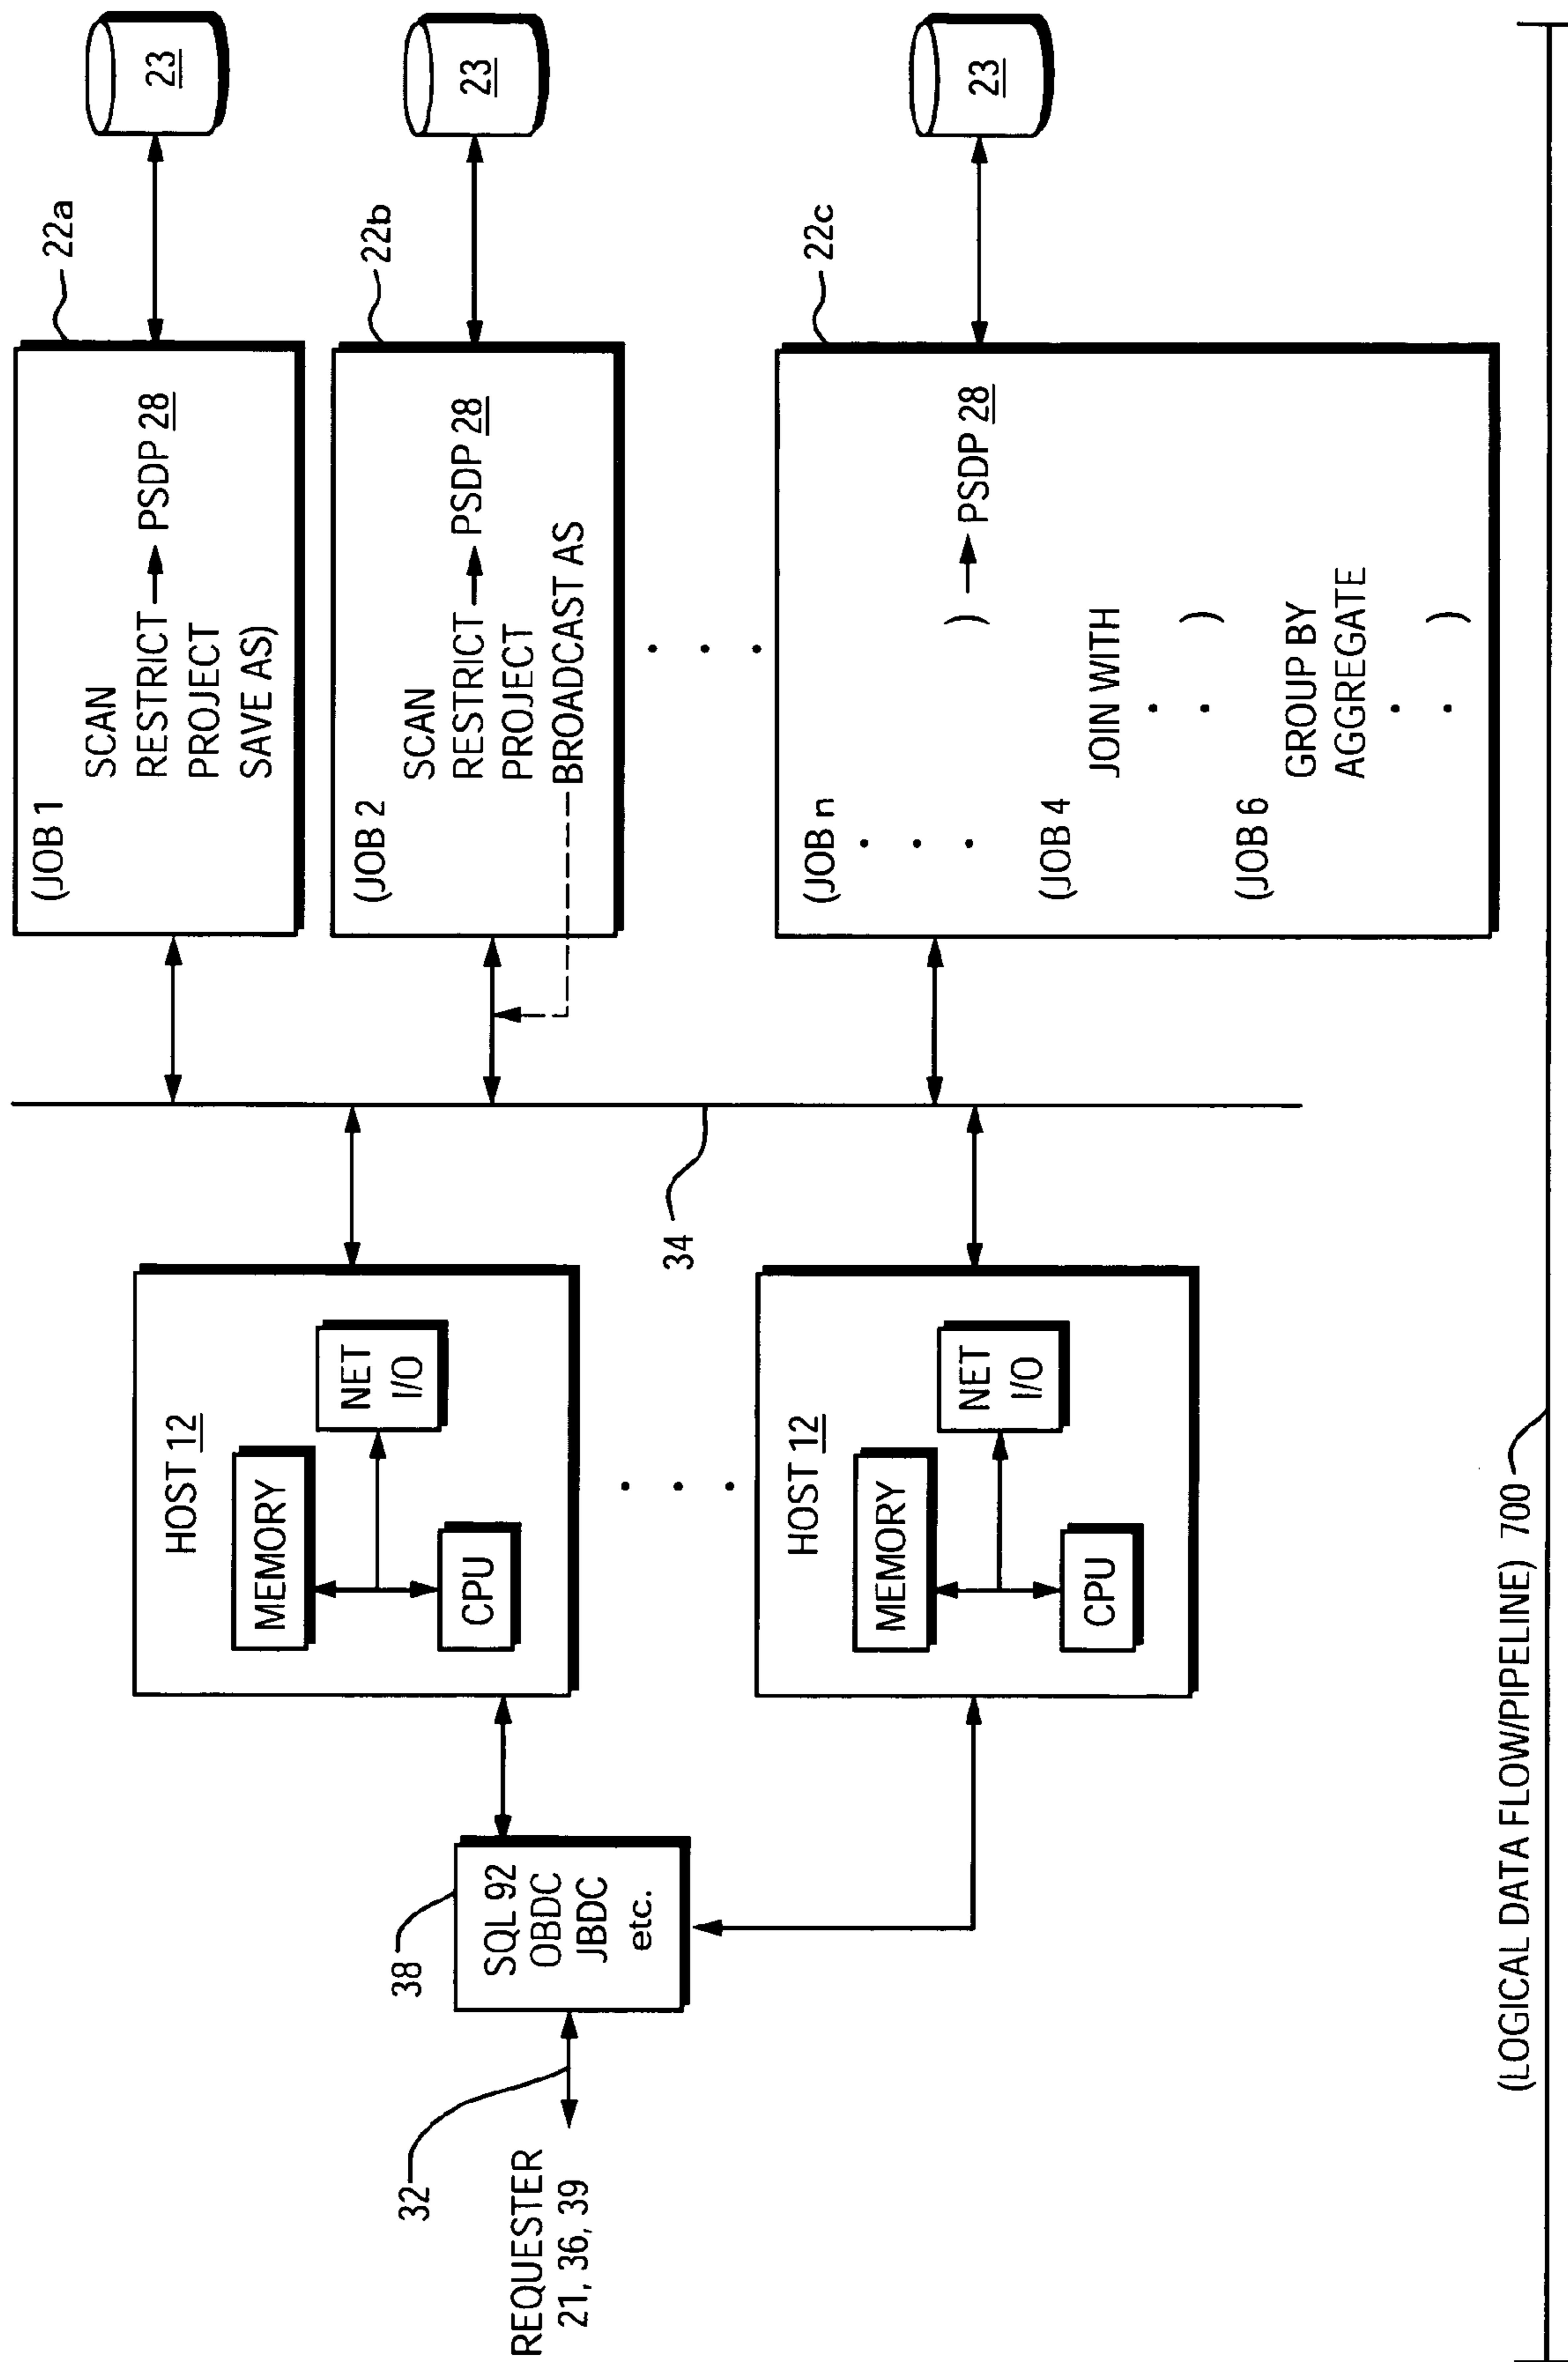 REQUESTER
21, 36, 39
32
38
SQL 92
OBDC
JBDC
etc.
HOST 12
MEMORY
CPU
NET
I/O
HOST 12
MEMORY
CPU
NET
I/O
34
22a
(JOB 1
SCAN
RESTRICT PSDP 28
PROJECT
SAVE AS)
23
22b
(JOB 2
SCAN
RESTRICT PSDP 28
PROJECT
BROADCAST AS
23
22c
(JOB n
) PSDP 28
(JOB 4
JOIN WITH
)
(JOB 6
GROUP BY
AGGREGATE
)
23
(LOGICAL DATA FLOW/PIPELINE) 700